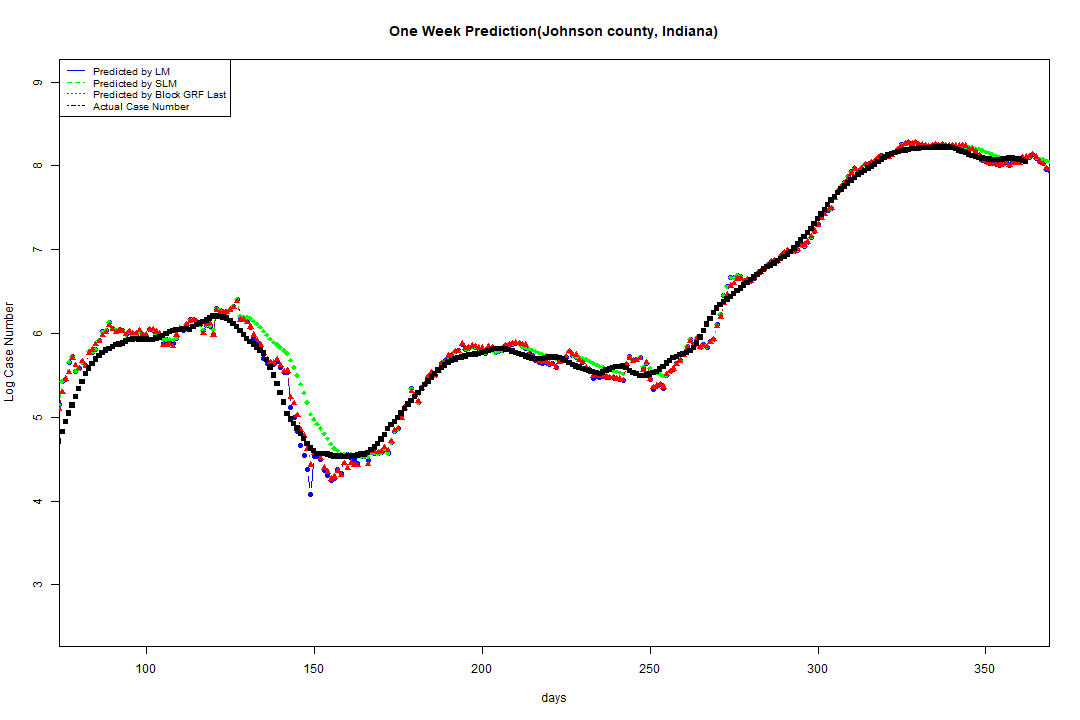 One Week Prediction(Johnson county, Indiana)
Predicted by LM
Predicted by SLM
Predicted by Block GRF Last
Actual Case Number
9
8
7
6
5
4
3
Log Case Number
100 150 200 250 300 350
days